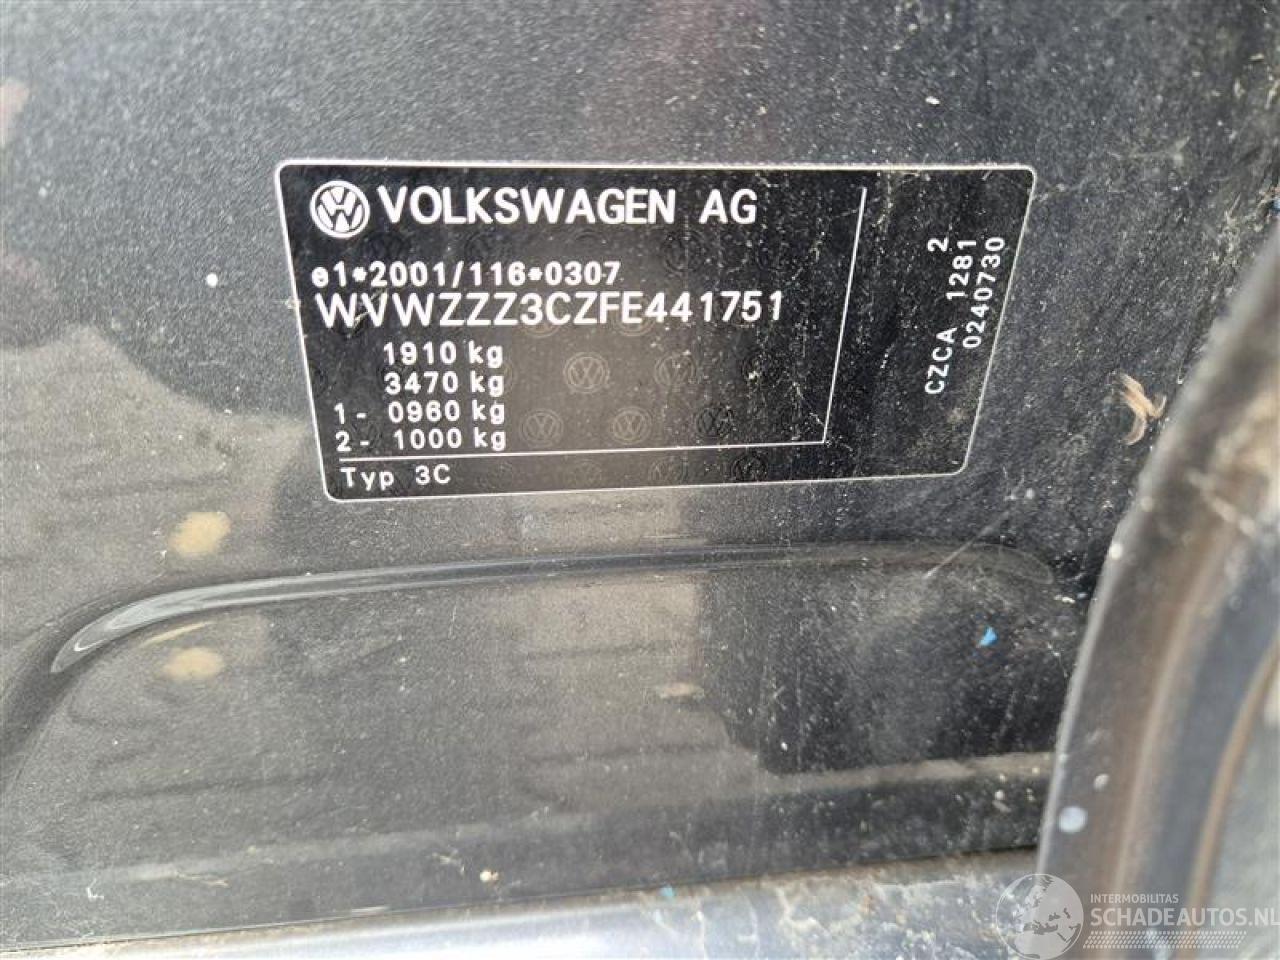 VOLKSWAGEN AG
e1*2001/116*0307
WVWZZZ3CZFE441751
1910 kg
3470 kg
1- 0960 kg
2- 1000 kg
Typ 3C
2
CZCA 1281
0240730
INTERMOBILITAS
SCHADEAUTOS.NL